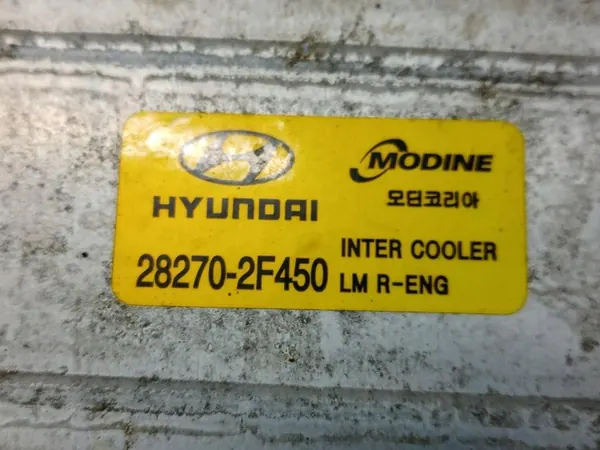 HYUNDAI
MODINE
모딘코리아
28270-2F450
INTER COOLER
LM R-ENG